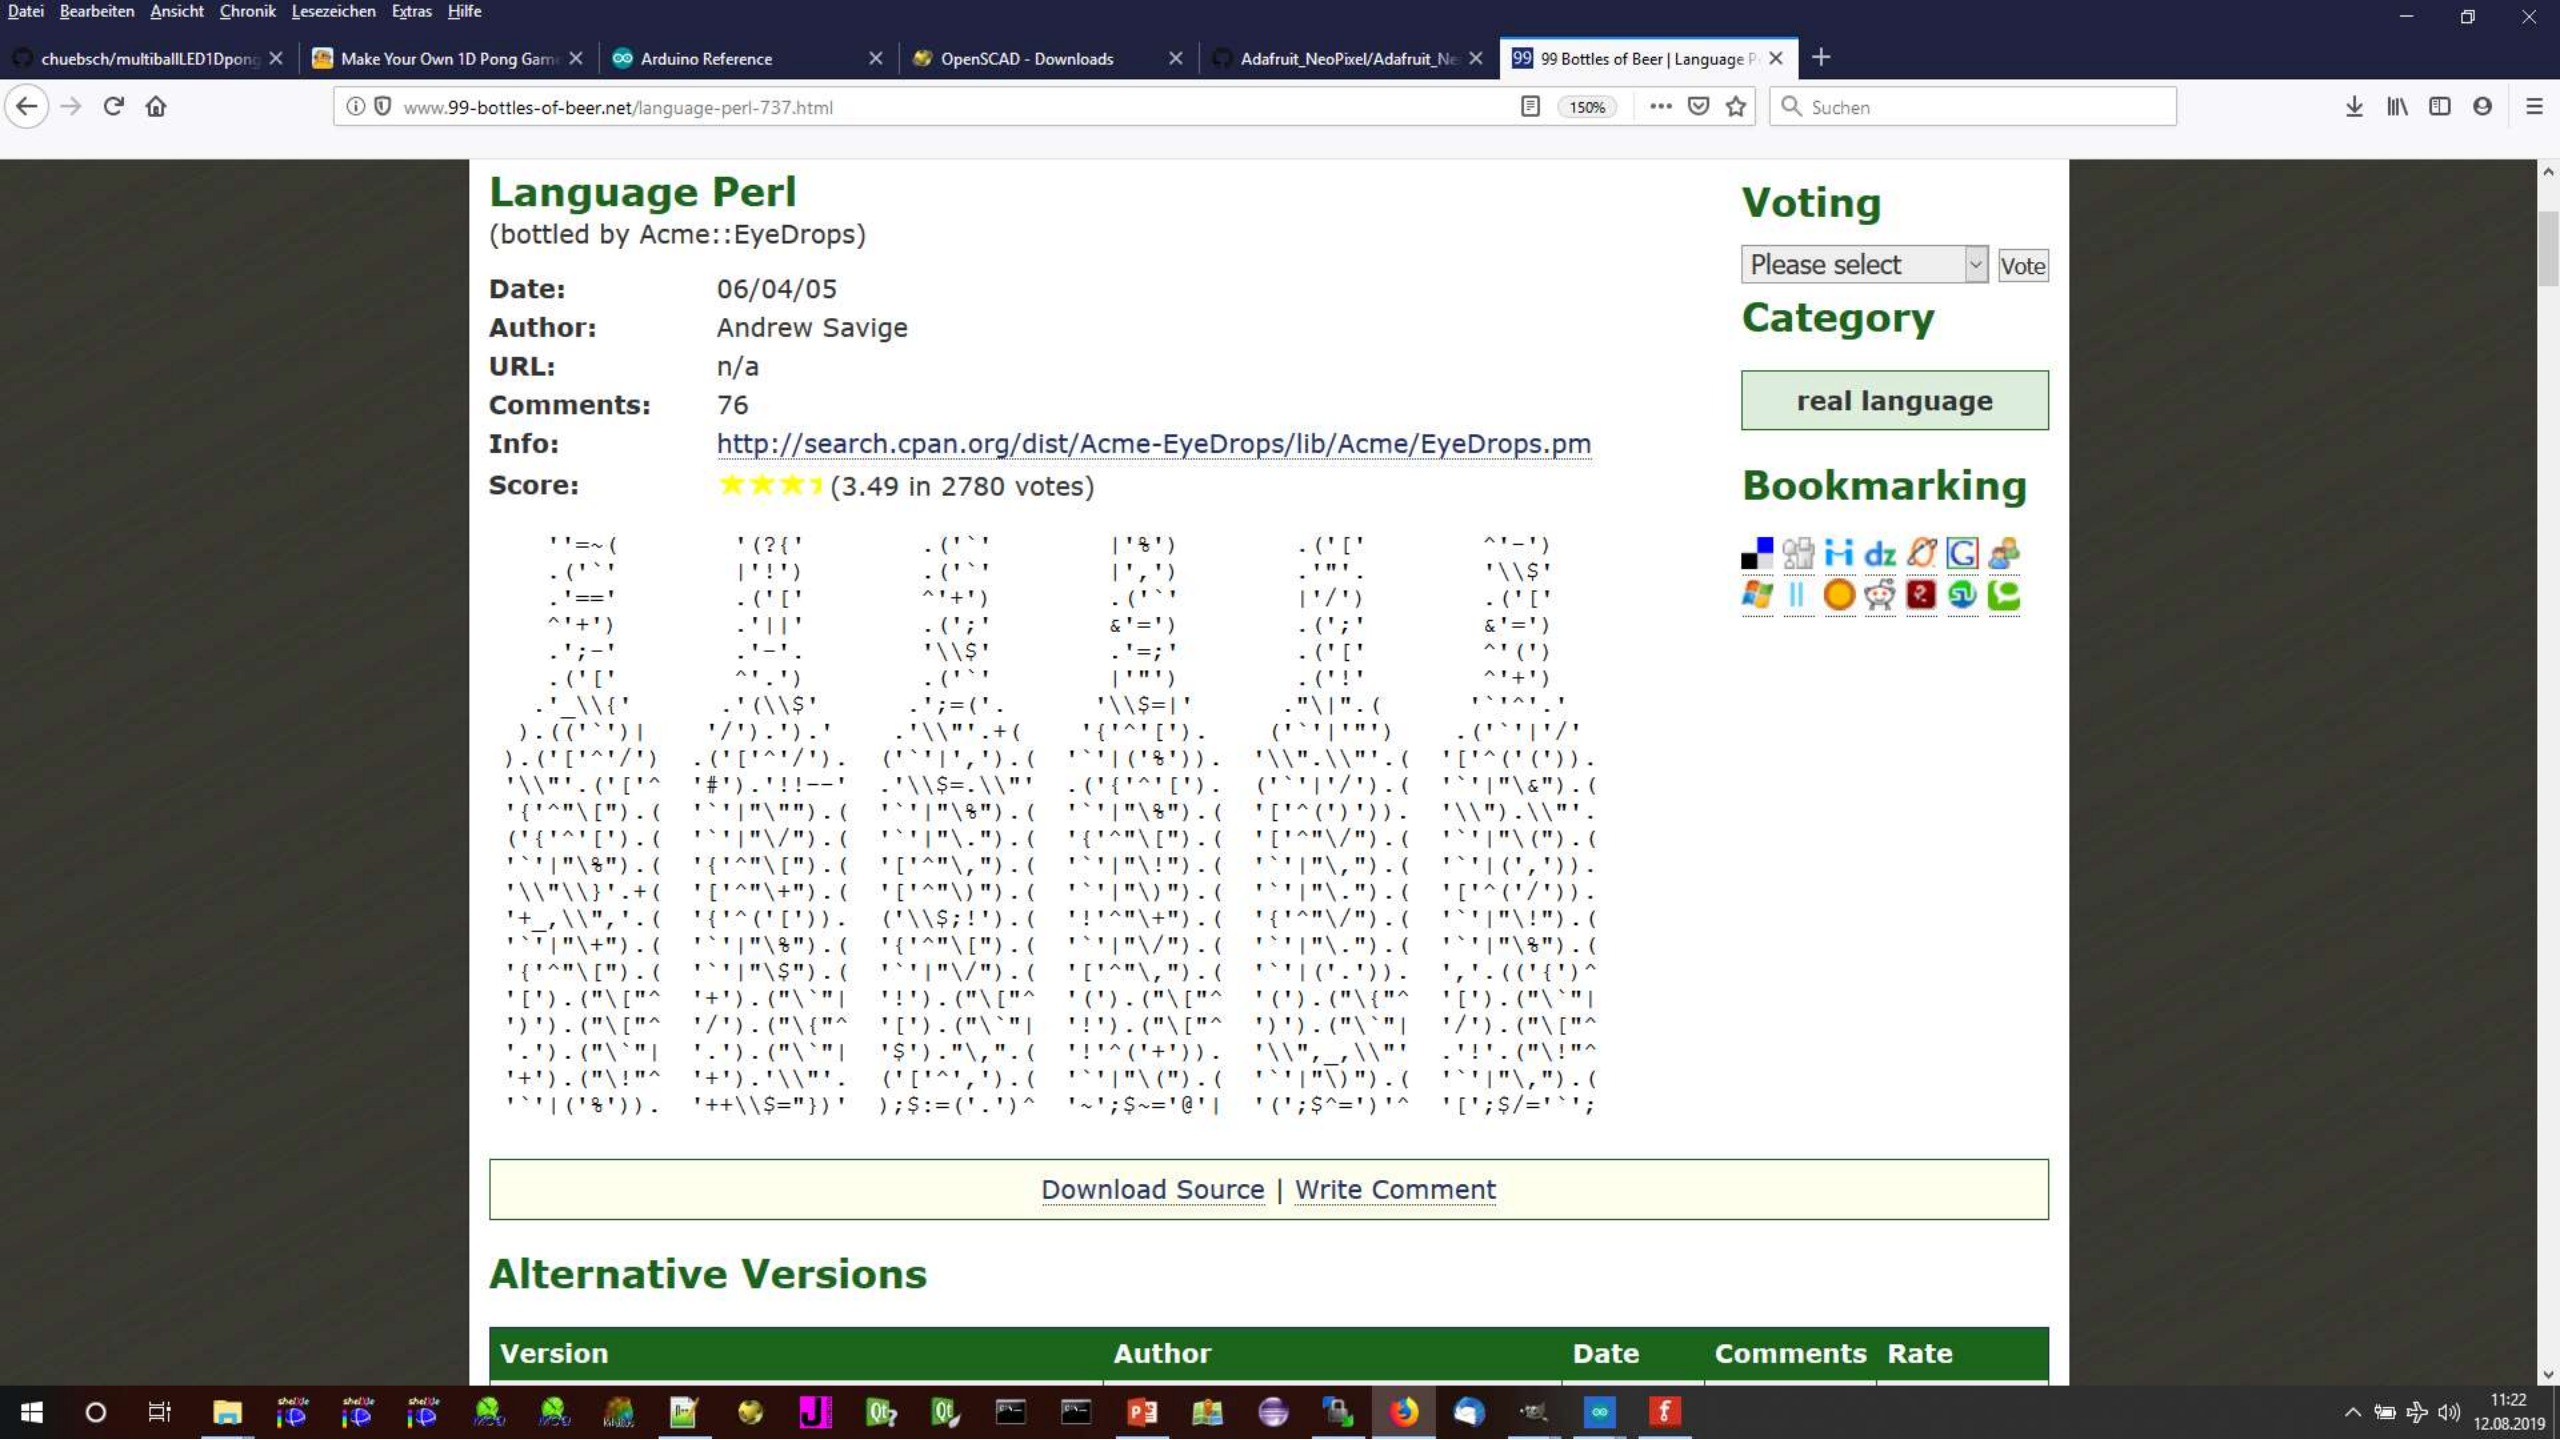 Datei Bearbeiten Ansicht Chronik Lesezeichen Extras Hilfe
chuebsch/multiballLED1Dpong
Make Your Own 1D Pong Game
Arduino Reference
OpenSCAD - Downloads
Adafruit_NeoPixel/Adafruit_Ne
99 99 Bottles of Beer | Language P
www.99-bottles-of-beer.net/language-perl-737.html
150%
Suchen
Language Perl
(bottled by Acme::EyeDrops)
Date: 06/04/05
Author: Andrew Savige
URL: n/a
Comments: 76
Info: http://search.cpan.org/dist/Acme-EyeDrops/lib/Acme/EyeDrops.pm
Score: (3.49 in 2780 votes)
    ''=~(        '(?{'        .('`'        |'%')        .('['        ^'-')
    .('`'        |'!')        .('`'        |',')        .'"'.        '\\$'
    .'=='        .('['        ^'+')        .('`'        |'/')        .('['
    ^'+')        .'||'        .(';'        &'=')        .(';'        &'=')
    .';-'        .'-'.        '\\$'        .'=;'        .('['        ^'(')
    .('['        ^'.')        .('`'        |'"')        .('!'        ^'+')
   .'_\\{'      .'(\\$'      .';=('.      '\\$=|'      ."\|".(      '`'^'.'
  ).(('`')|    '/').').'    .'\\"'.+(    '{'^'[').    ('`'|'"')    .('`'|'/'
 ).('['^'/')  .('['^'/').  ('`'|',').(  '`'|('%')).  '\\".\\"'.(  '['^('(')).
 '\\"'.('['^  '#').'!!--'  .'\\$=.\\"'  .('{'^'[').  ('`'|'/').(  '`'|"\&").(
 '{'^"\[").(  '`'|"\"").(  '`'|"\%").(  '`'|"\%").(  '['^(')')).  '\\").\\"'.
 ('{'^'[').(  '`'|"\/").(  '`'|"\.").(  '{'^"\[").(  '['^"\/").(  '`'|"\(").(
 '`'|"\%").(  '{'^"\[").(  '['^"\,").(  '`'|"\!").(  '`'|"\,").(  '`'|(',')).
 '\\"\\}'.+(  '['^"\+").(  '['^"\)").(  '`'|"\)").(  '`'|"\.").(  '['^('/')).
 '+_,\\",'.(  '{'^('[')).  ('\\$;!').(  '!'^"\+").(  '{'^"\/").(  '`'|"\!").(
 '`'|"\+").(  '`'|"\%").(  '{'^"\[").(  '`'|"\/").(  '`'|"\.").(  '`'|"\%").(
 '{'^"\[").(  '`'|"\$").(  '`'|"\/").(  '['^"\,").(  '`'|('.')).  ','.(('{')^
 '[').("\["^  '+').("\`"|  '!').("\["^  '(').("\["^  '(').("\{"^  '[').("\`"|
 ')').("\["^  '/').("\{"^  '[').("\`"|  '!').("\["^  ')').("\`"|  '/').("\["^
 '.').("\`"|  '.').("\`"|  '$')."\,".(  '!'^('+')).  '\\",_,\\"'  .'!'.("\!"^
 '+').("\!"^  '+').'\\"'.  ('['^',').(  '`'|"\(").(  '`'|"\)").(  '`'|"\,").(
 '`'|('%')).  '++\\$="})'  );$:=('.')^  '~';$~='@'|  '(';$^=')'^  '[';$/='`';
Download Source | Write Comment
Alternative Versions
Version Author Date Comments Rate
Voting
Please select Vote
Category
real language
Bookmarking
11:22
12.08.2019